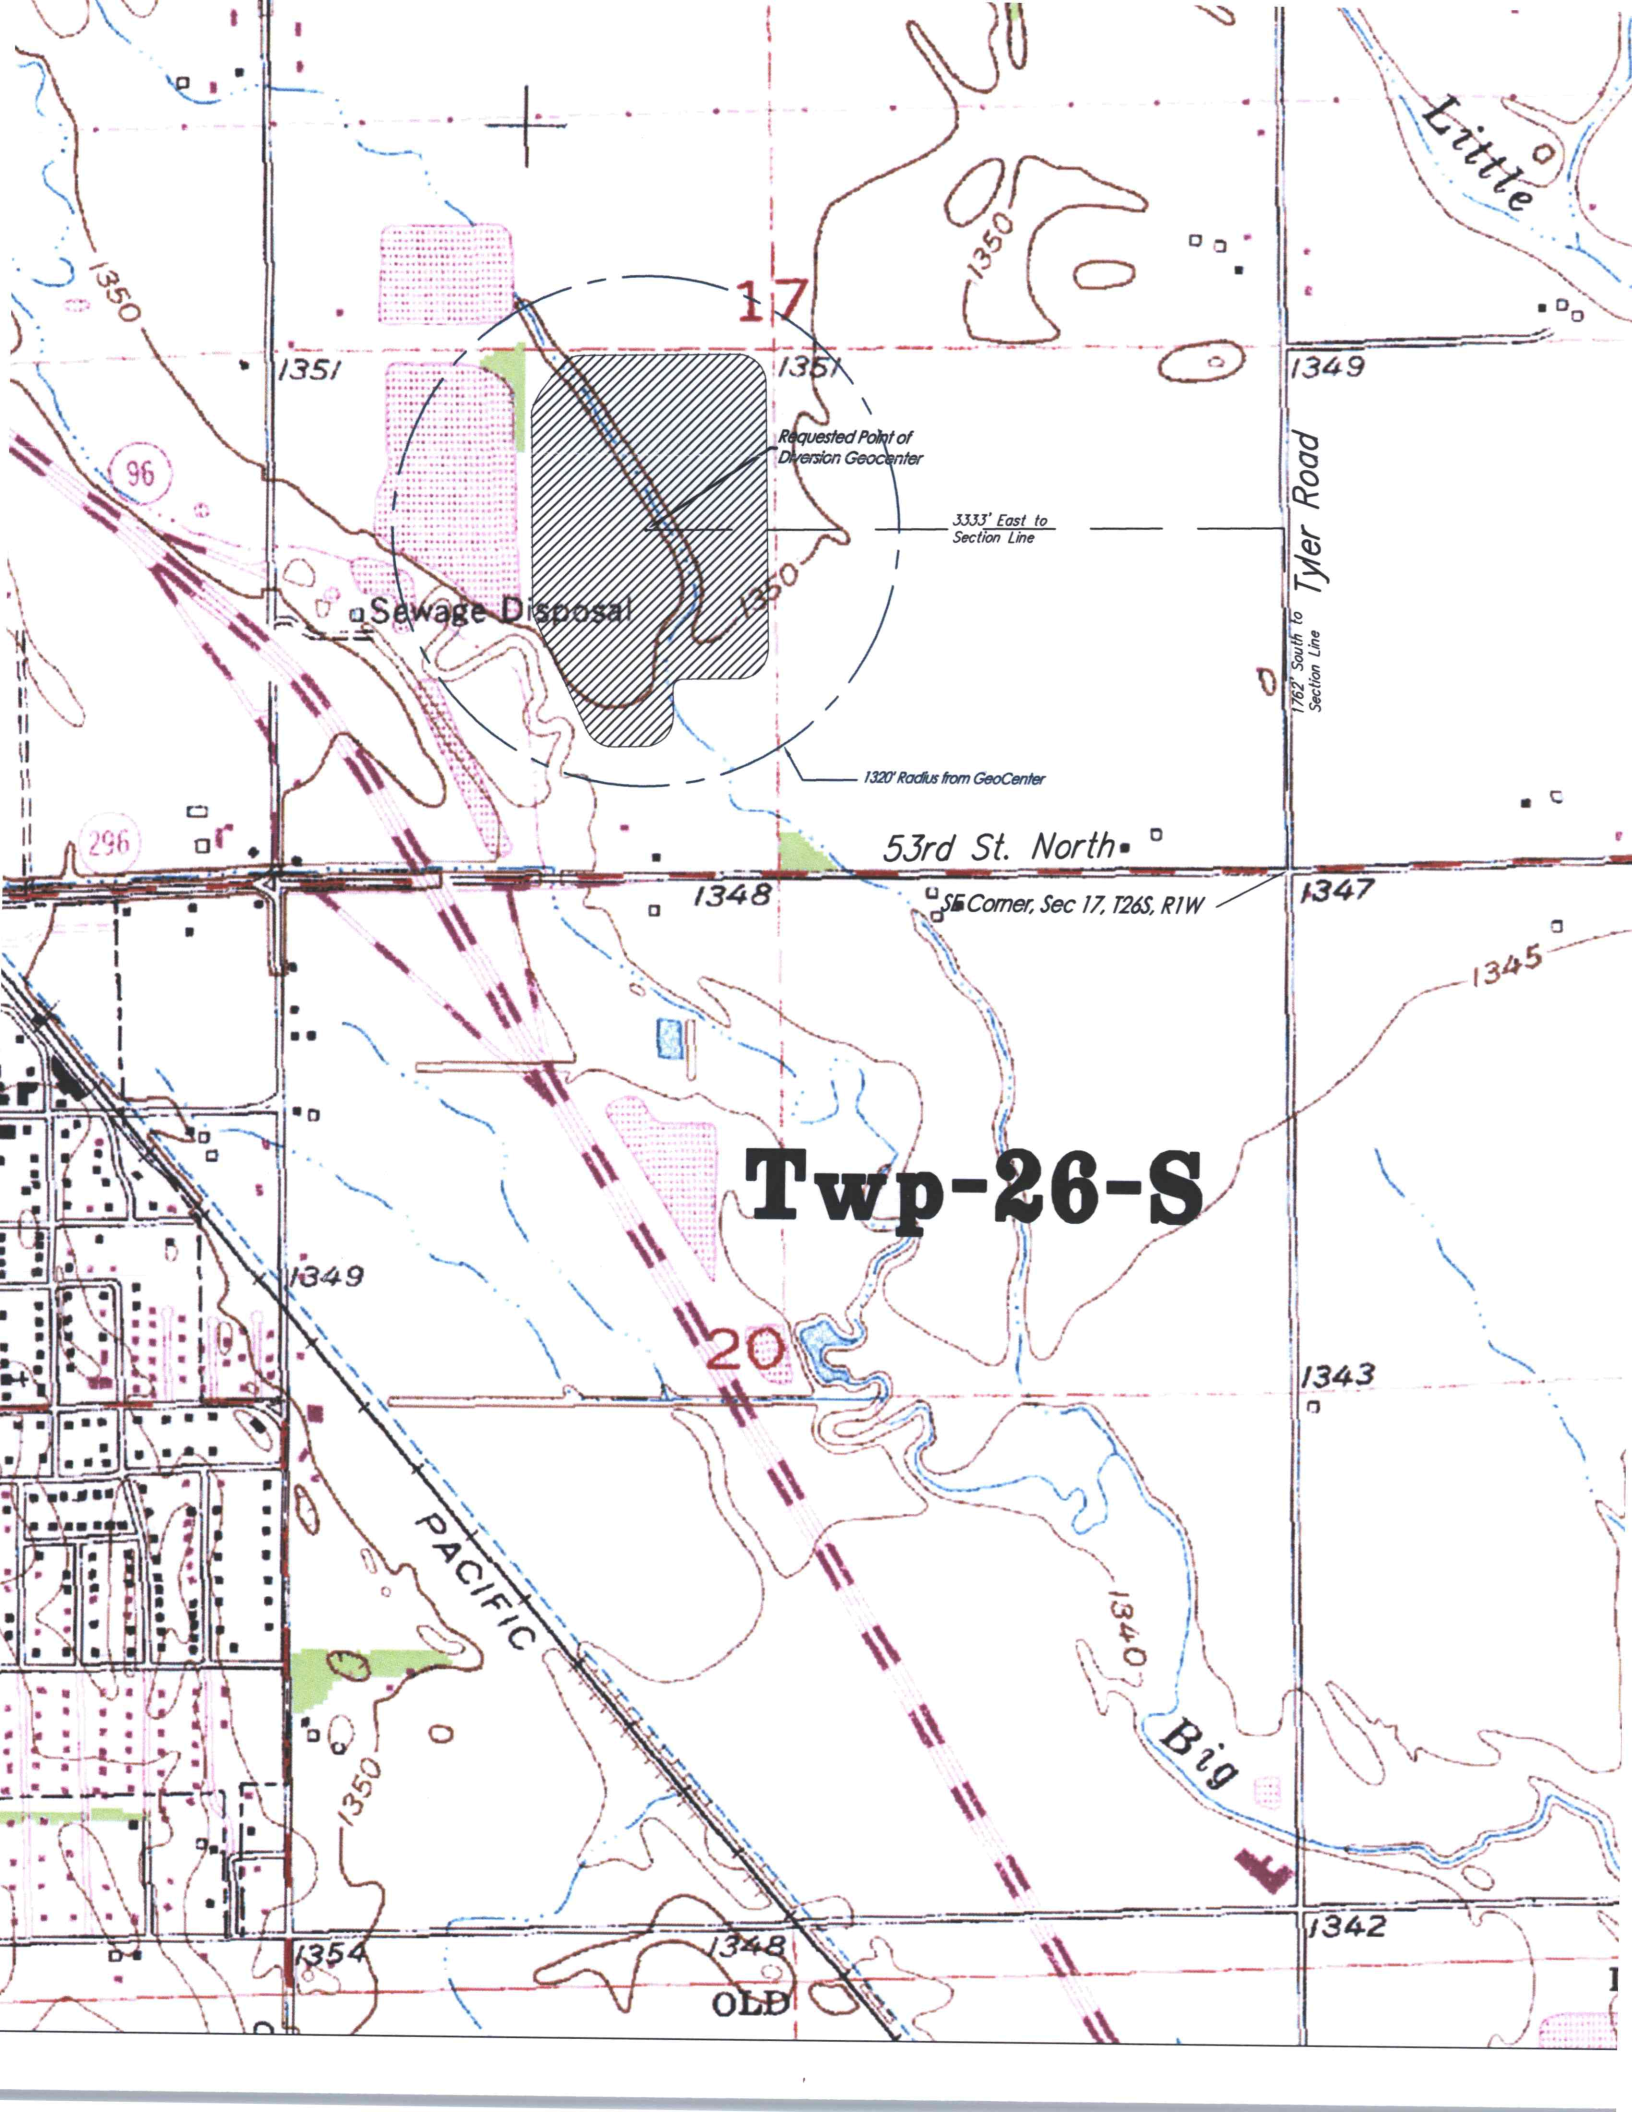 Little
1350
1350
17
1351
1351
1349
Requested Point of
Diversion Geocenter
96
3333' East to
Section Line
Tyler Road
1350
Sewage Disposal
1762' South to
Section Line
1320' Radius from GeoCenter
296
53rd St. North
1348
SE Corner, Sec 17, T26S, R1W
1347
1345
Twp-26-S
1349
20
1343
PACIFIC
1340
Big
1350
1354
1348
1342
OLD